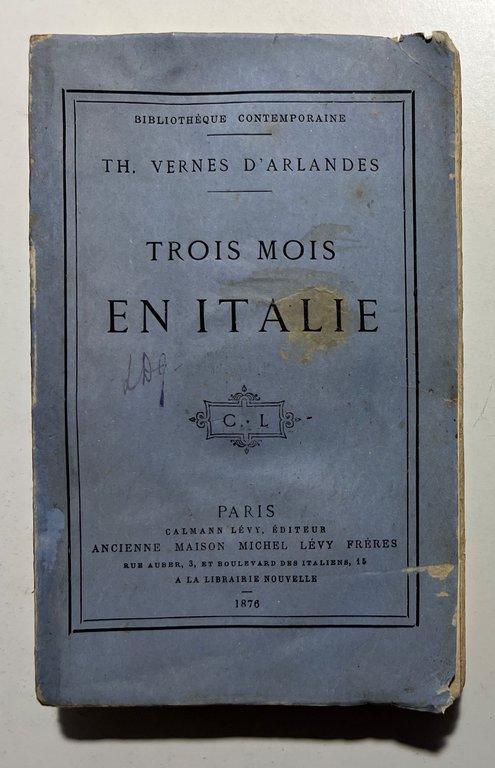 BIBLIOTHÈQUE CONTEMPORAINE
TH. VERNES D'ARLANDES
TROIS MOIS
EN ITALIE
C · L
PARIS
CALMANN LÉVY, ÉDITEUR
ANCIENNE MAISON MICHEL LÉVY FRÈRES
RUE AUBER, 3, ET BOULEVARD DES ITALIENS, 15
A LA LIBRAIRIE NOUVELLE
1876